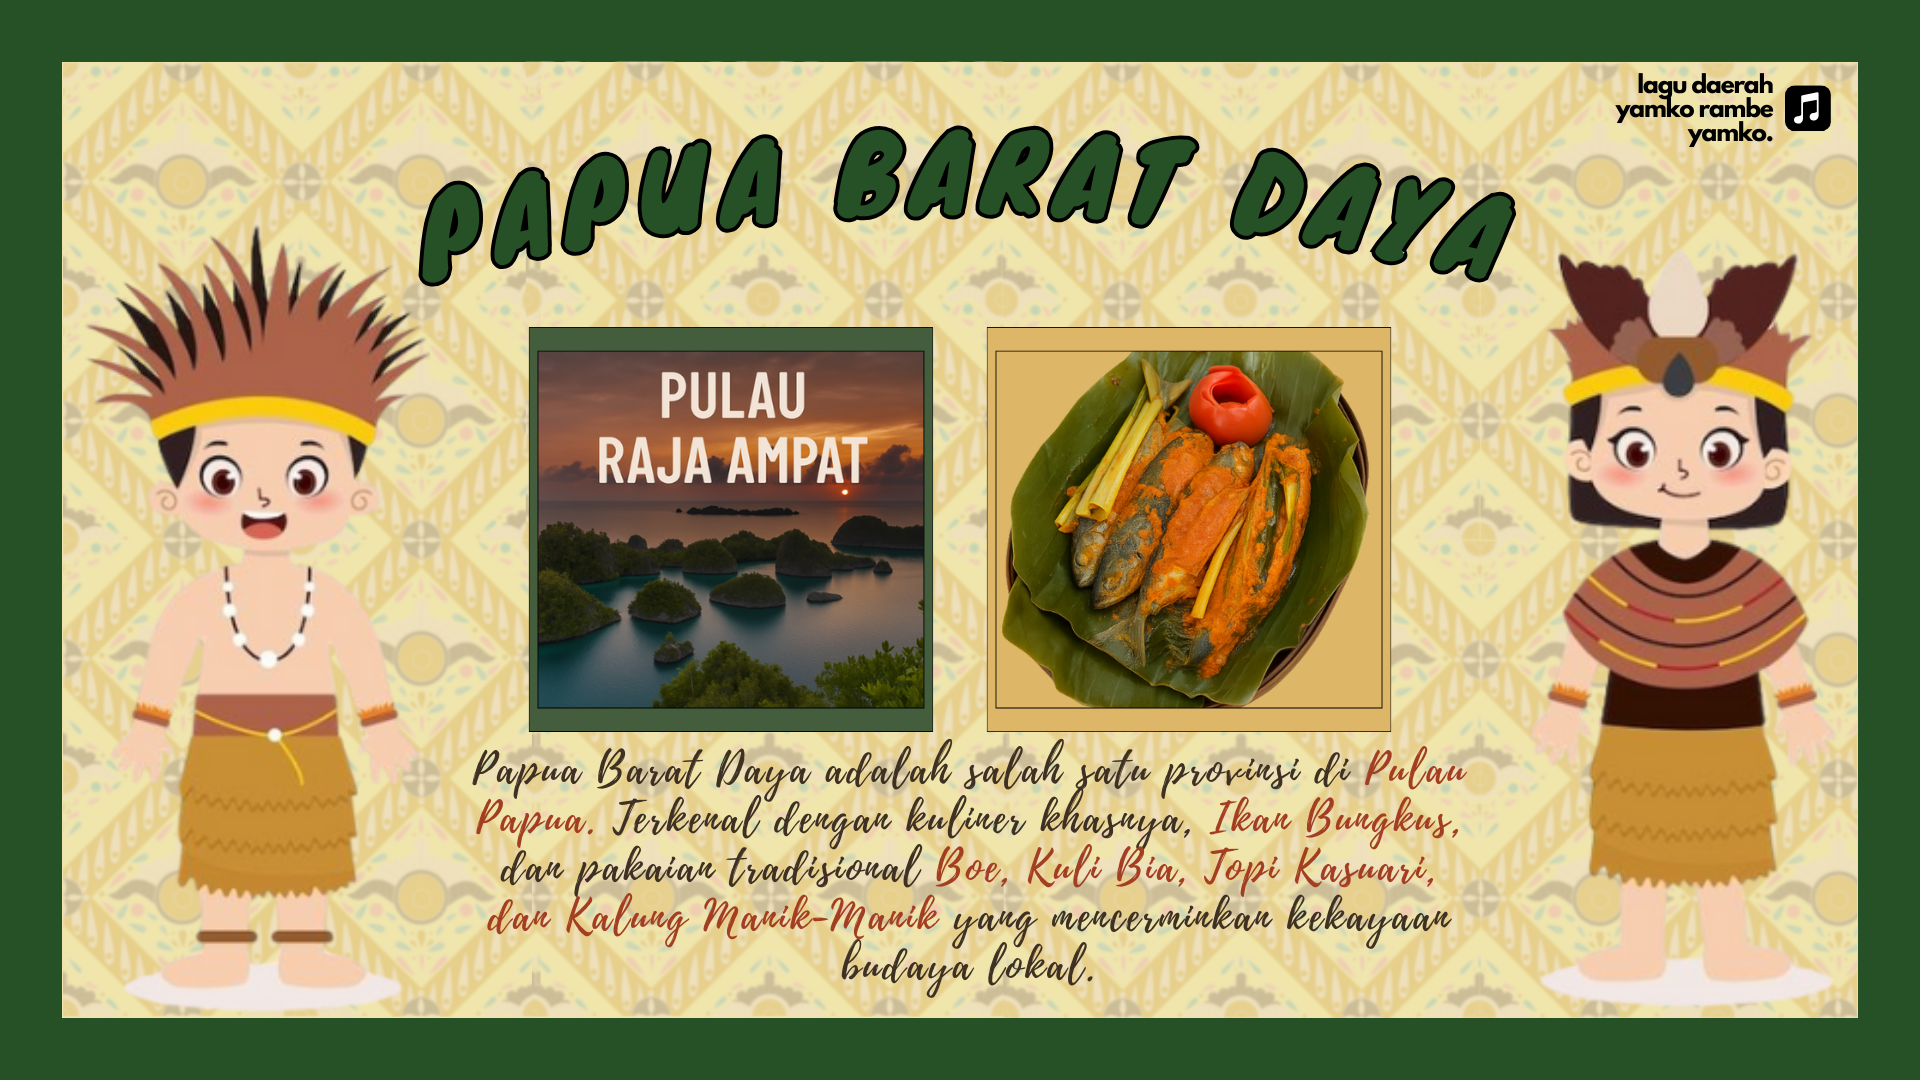 lagu daerah
yamko rambe
yamko.
PAPUA BARAT DAYA
PULAU
RAJA AMPAT
Papua Barat Daya adalah salah satu provinsi di Pulau
Papua. Terkenal dengan kuliner khasnya, Ikan Bungkus,
dan pakaian tradisional Boe, Kuli Bia, Topi Kasuari,
dan Kalung Manik-Manik yang mencerminkan kekayaan
budaya lokal.